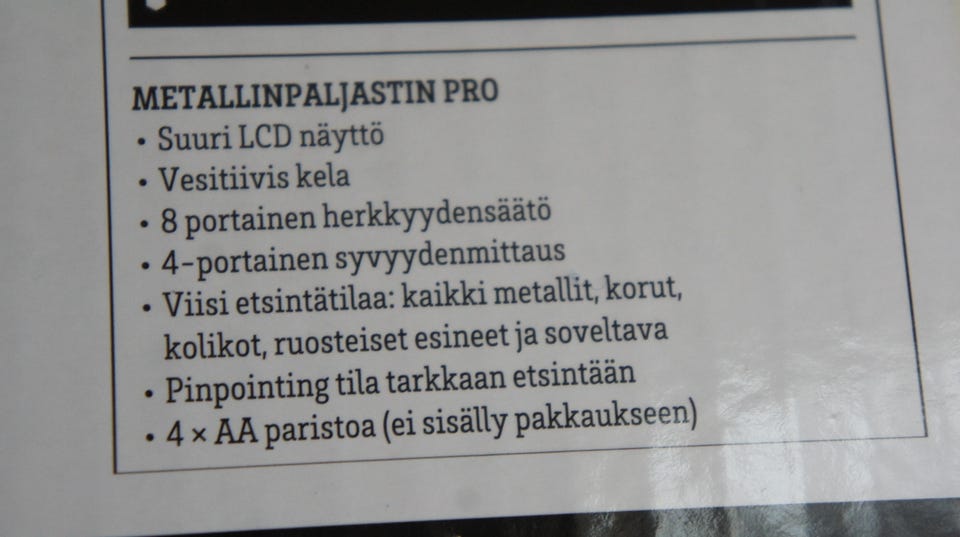 METALLINPALJASTIN PRO
• Suuri LCD näyttö
• Vesitiivis kela
• 8 portainen herkkyydensäätö
• 4-portainen syvyydenmittaus
• Viisi etsintätilaa: kaikki metallit, korut,
kolikot, ruosteiset esineet ja soveltava
• Pinpointing tila tarkkaan etsintään
• 4 × AA paristoa (ei sisälly pakkaukseen)